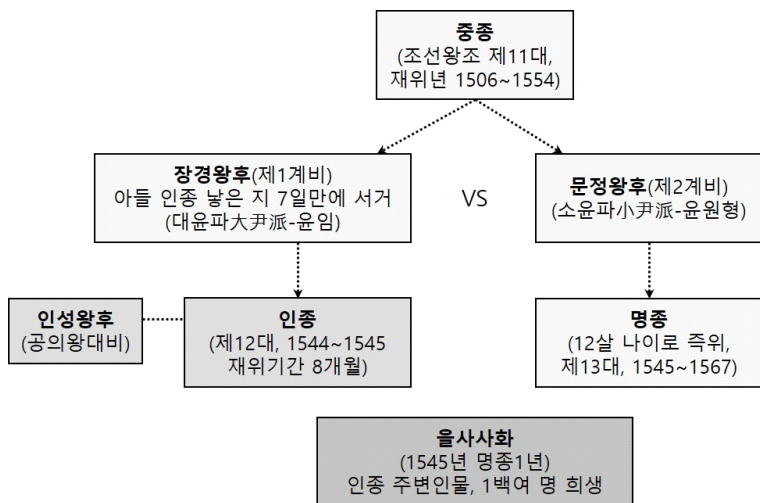 중종
(조선왕조 제11대,
재위년 1506~1554)
장경왕후(제1계비)
아들 인종 낳은 지 7일만에 서거
(대윤파大尹派-윤임)
VS
문정왕후(제2계비)
(소윤파小尹派-윤원형)
인성왕후
(공의왕대비)
인종
(제12대, 1544~1545
재위기간 8개월)
명종
(12살 나이로 즉위,
제13대, 1545~1567)
을사사화
(1545년 명종1년)
인종 주변인물, 1백여 명 희생